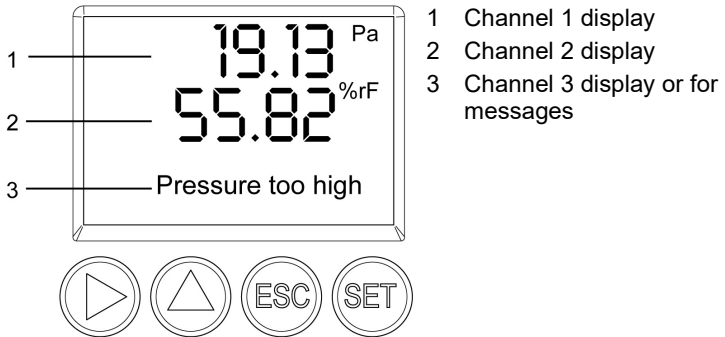 19.13 Pa
55.82 %rF
Pressure too high
1
2
3
ESC
SET
1 Channel 1 display
2 Channel 2 display
3 Channel 3 display or for
messages